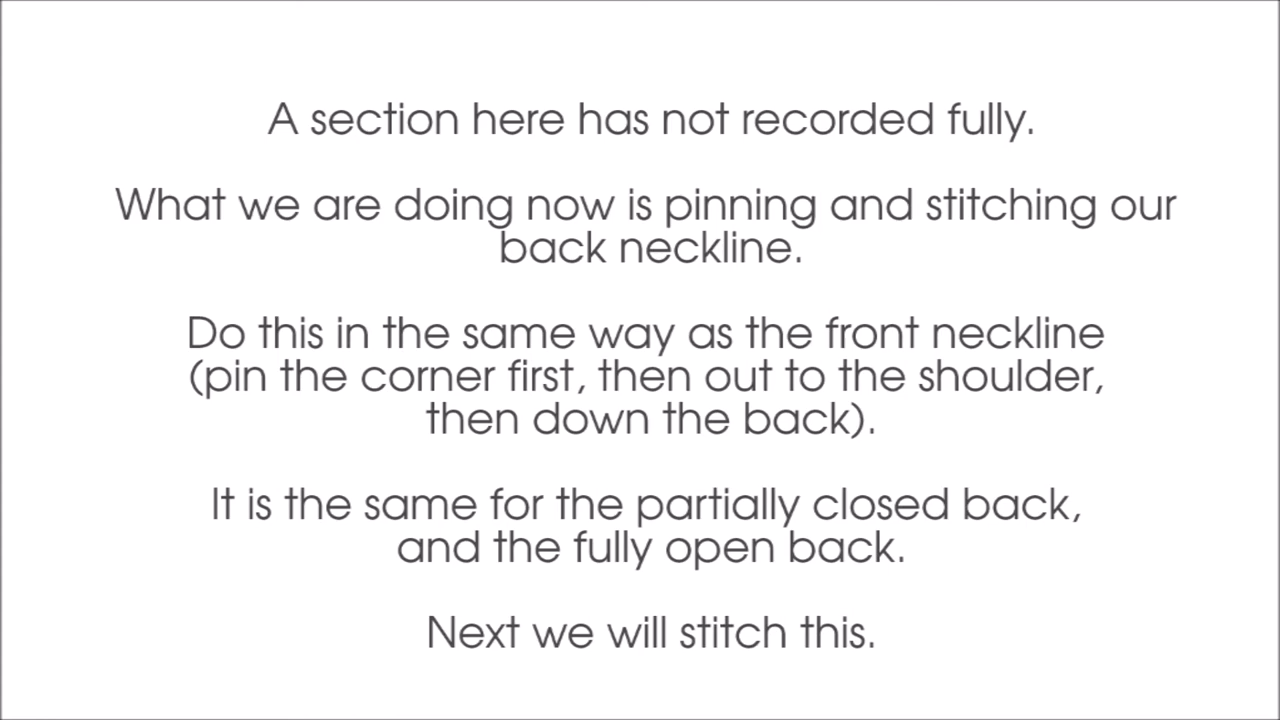 A section here has not recorded fully.
What we are doing now is pinning and stitching our
back neckline.
Do this in the same way as the front neckline
(pin the corner first, then out to the shoulder,
then down the back).
It is the same for the partially closed back,
and the fully open back.
Next we will stitch this.